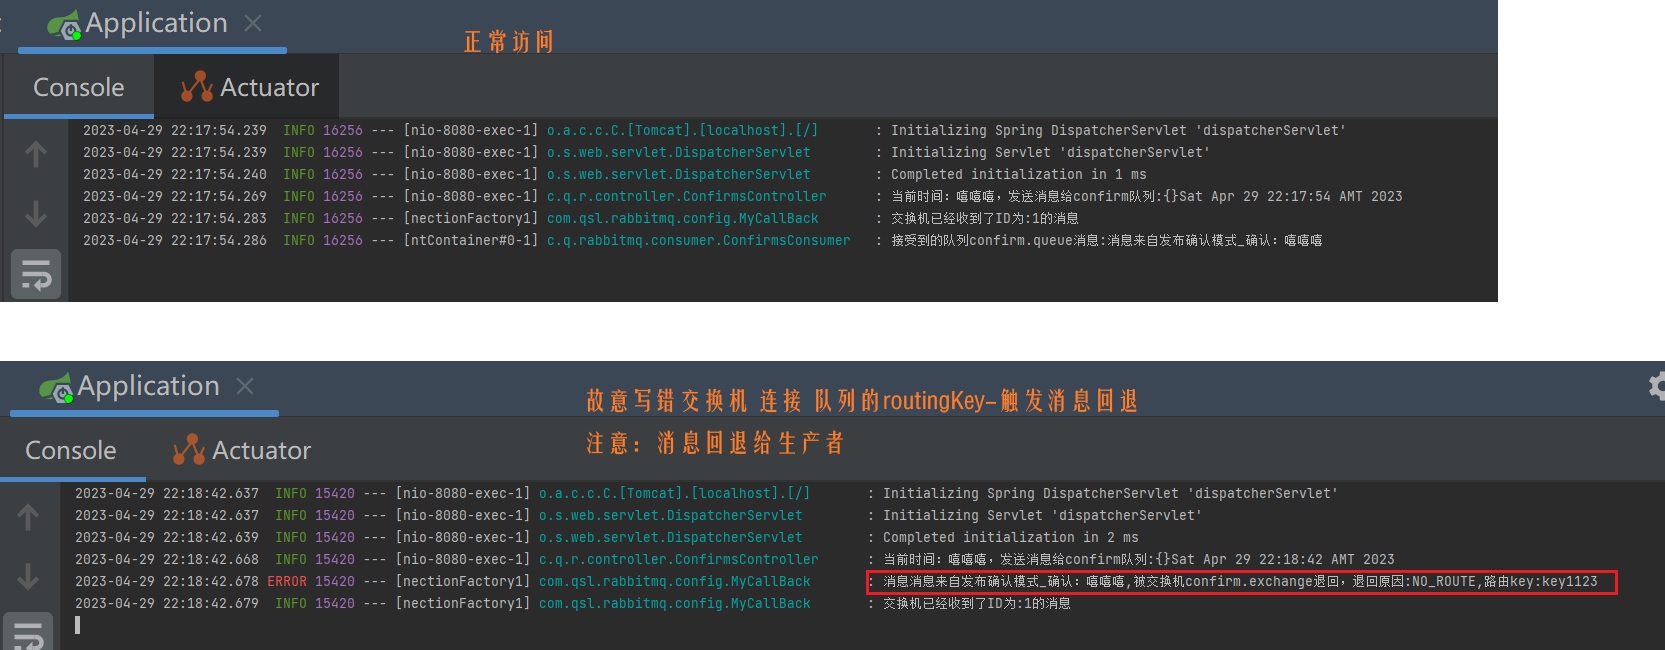 Application
正常访问
Console Actuator
2023-04-29 22:17:54.239 INFO 16256 --- [nio-8080-exec-1] o.a.c.c.C.[Tomcat].[localhost].[/] : Initializing Spring DispatcherServlet 'dispatcherServlet'
2023-04-29 22:17:54.239 INFO 16256 --- [nio-8080-exec-1] o.s.web.servlet.DispatcherServlet : Initializing Servlet 'dispatcherServlet'
2023-04-29 22:17:54.240 INFO 16256 --- [nio-8080-exec-1] o.s.web.servlet.DispatcherServlet : Completed initialization in 1 ms
2023-04-29 22:17:54.269 INFO 16256 --- [nio-8080-exec-1] c.q.r.controller.ConfirmsController : 当前时间：嘻嘻嘻，发送消息给confirm队列:{}Sat Apr 29 22:17:54 AMT 2023
2023-04-29 22:17:54.283 INFO 16256 --- [nectionFactory1] com.qsl.rabbitmq.config.MyCallBack : 交换机已经收到了ID为:1的消息
2023-04-29 22:17:54.286 INFO 16256 --- [ntContainer#0-1] c.q.rabbitmq.consumer.ConfirmsConsumer : 接受到的队列confirm.queue消息:消息来自发布确认模式_确认：嘻嘻嘻
Application
故意写错交换机 连接 队列的routingKey-触发消息回退
注意：消息回退给生产者
Console Actuator
2023-04-29 22:18:42.637 INFO 15420 --- [nio-8080-exec-1] o.a.c.c.C.[Tomcat].[localhost].[/] : Initializing Spring DispatcherServlet 'dispatcherServlet'
2023-04-29 22:18:42.637 INFO 15420 --- [nio-8080-exec-1] o.s.web.servlet.DispatcherServlet : Initializing Servlet 'dispatcherServlet'
2023-04-29 22:18:42.639 INFO 15420 --- [nio-8080-exec-1] o.s.web.servlet.DispatcherServlet : Completed initialization in 2 ms
2023-04-29 22:18:42.668 INFO 15420 --- [nio-8080-exec-1] c.q.r.controller.ConfirmsController : 当前时间：嘻嘻嘻，发送消息给confirm队列:{}Sat Apr 29 22:18:42 AMT 2023
2023-04-29 22:18:42.678 ERROR 15420 --- [nectionFactory1] com.qsl.rabbitmq.config.MyCallBack : 消息消息来自发布确认模式_确认：嘻嘻嘻,被交换机confirm.exchange退回，退回原因:NO_ROUTE,路由key:key1123
2023-04-29 22:18:42.679 INFO 15420 --- [nectionFactory1] com.qsl.rabbitmq.config.MyCallBack : 交换机已经收到了ID为:1的消息